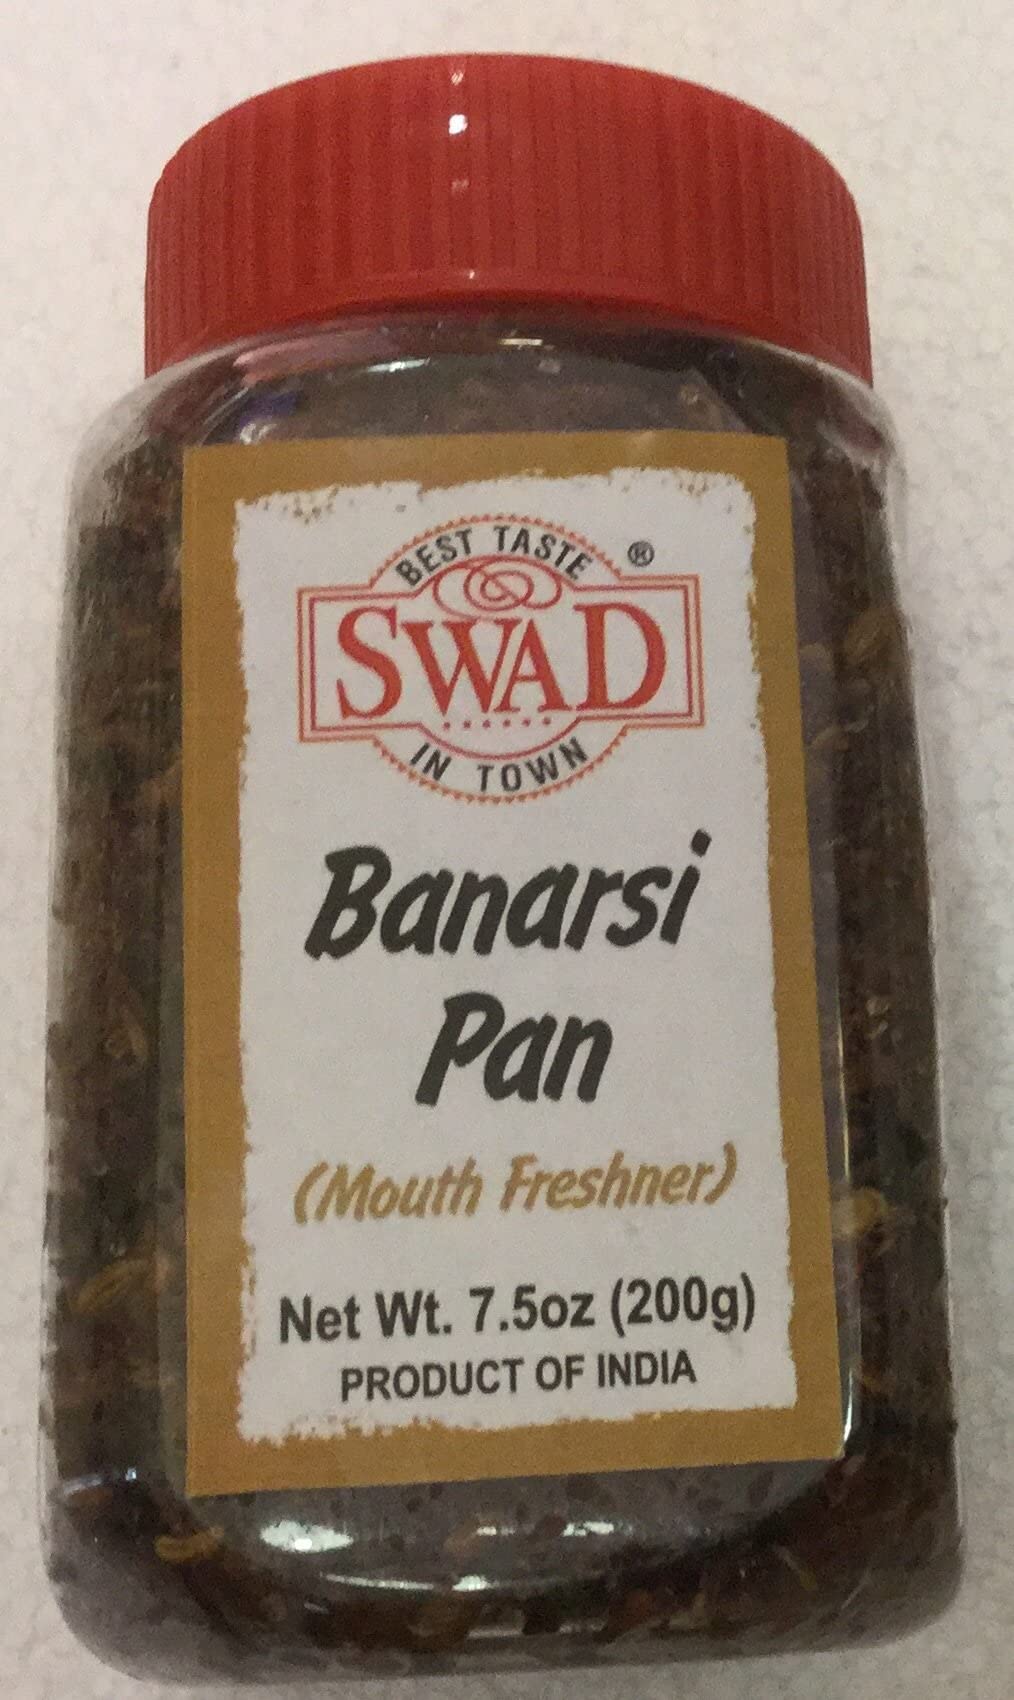 BEST TASTE ®
SWAD
IN TOWN
Banarsi
Pan
(Mouth Freshner)
Net Wt. 7.5oz (200g)
PRODUCT OF INDIA